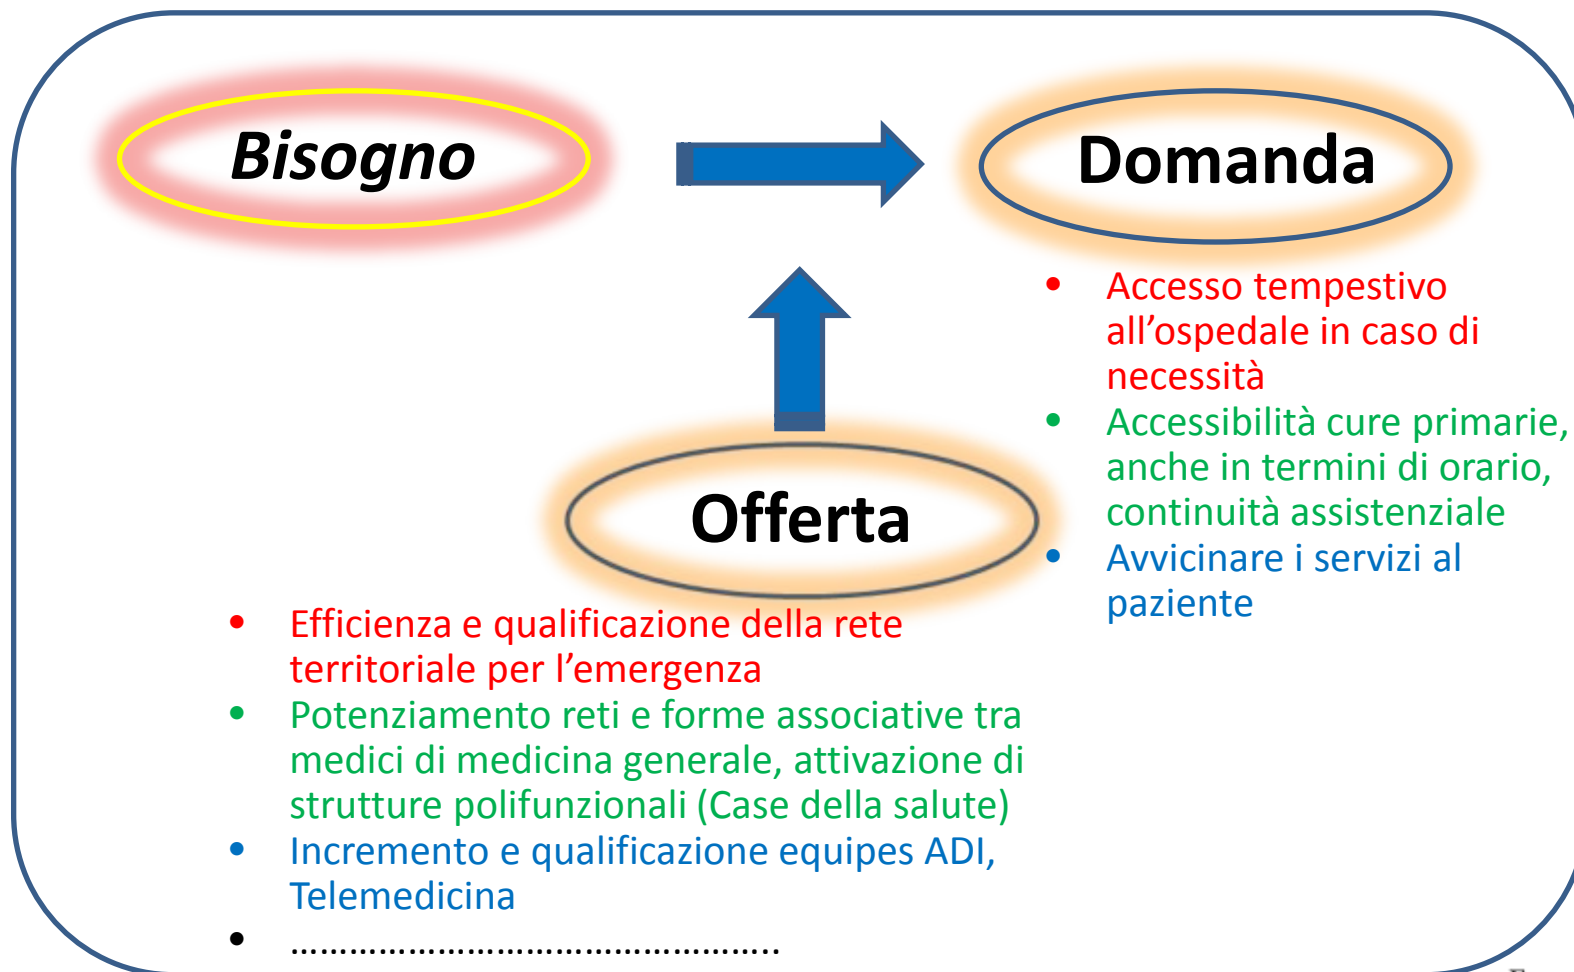 Bisogno
Domanda
• Accesso tempestivo
all’ospedale in caso di
necessità
• Accessibilità cure primarie,
anche in termini di orario,
continuità assistenziale
• Avvicinare i servizi al
paziente
Offerta
• Efficienza e qualificazione della rete
territoriale per l’emergenza
• Potenziamento reti e forme associative tra
medici di medicina generale, attivazione di
strutture polifunzionali (Case della salute)
• Incremento e qualificazione equipes ADI,
Telemedicina
• …………………………………………..